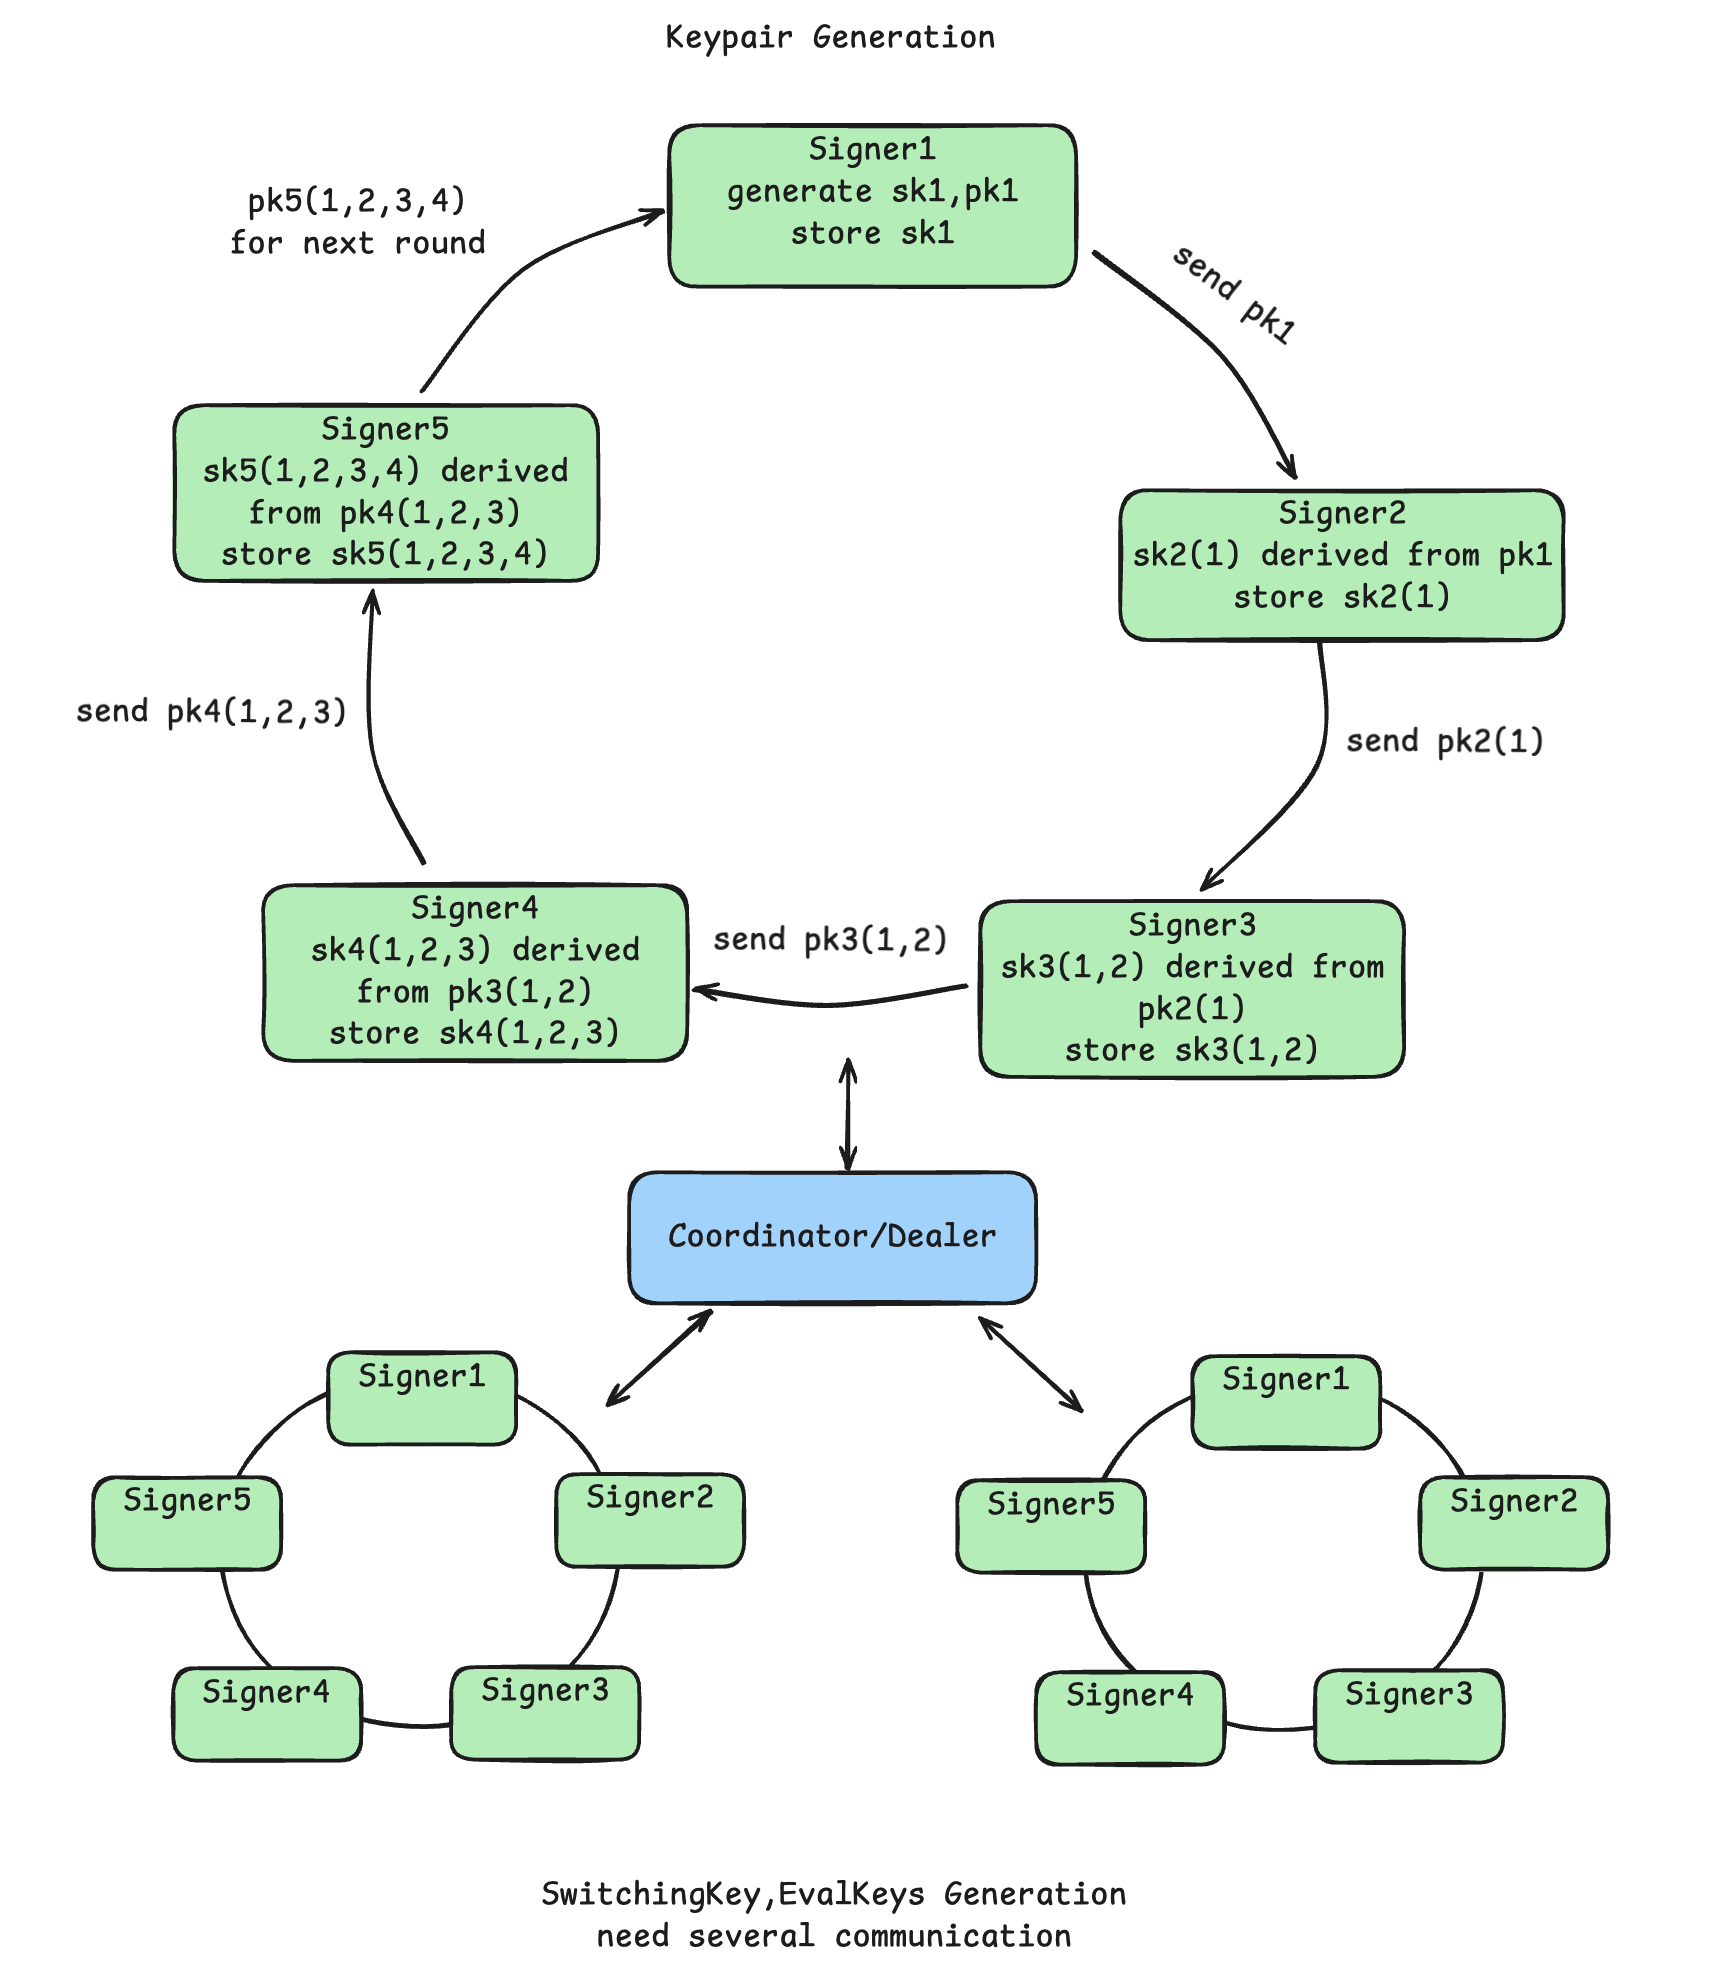 Keypair Generation
Signer1
generate sk1,pk1
store sk1
pk5(1,2,3,4)
for next round
send pk1
Signer5
sk5(1,2,3,4) derived
from pk4(1,2,3)
store sk5(1,2,3,4)
Signer2
sk2(1) derived from pk1
store sk2(1)
send pk4(1,2,3)
send pk2(1)
Signer4
sk4(1,2,3) derived
from pk3(1,2)
store sk4(1,2,3)
send pk3(1,2)
Signer3
sk3(1,2) derived from
pk2(1)
store sk3(1,2)
Coordinator/Dealer
Signer1
Signer5
Signer2
Signer4
Signer3
Signer1
Signer5
Signer2
Signer4
Signer3
SwitchingKey,EvalKeys Generation
need several communication